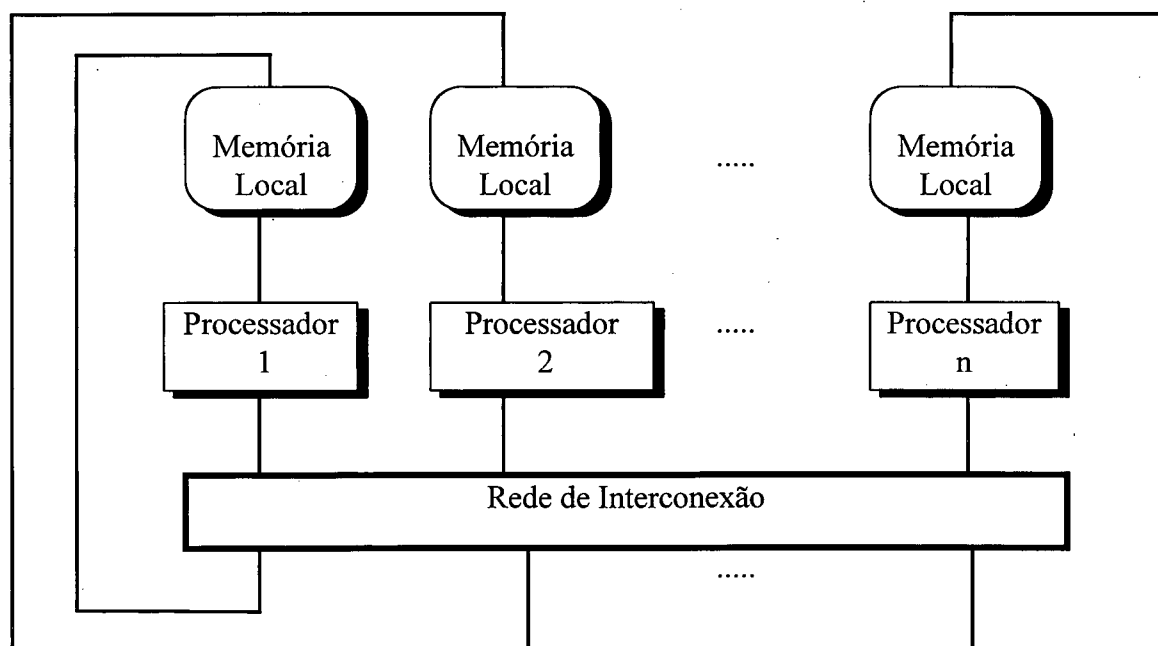 Memória
Local
Memória
Local
.....
Memória
Local
Processador
1
Processador
2
.....
Processador
n
Rede de Interconexão
.....